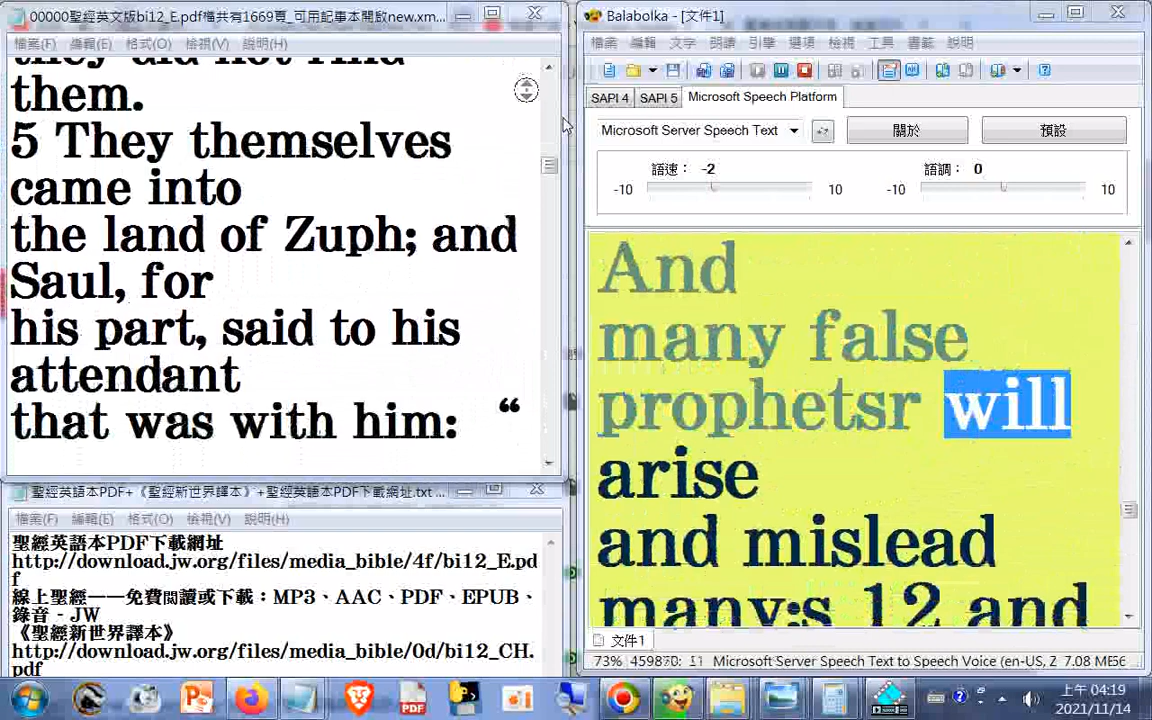 00000聖經英文版bi12_E.pdf檔共有1669頁_可用記事本開啟new.xm...
檔案(F) 編輯(E) 格式(O) 檢視(V) 說明(H)
they did not find
them.
5 They themselves
came into
the land of Zuph; and
Saul, for
his part, said to his
attendant
that was with him: “
聖經英語本PDF+《聖經新世界譯本》+聖經英語本PDF下載網址.txt ...
檔案(F) 編輯(E) 格式(O) 檢視(V) 說明(H)
聖經英語本PDF下載網址
http://download.jw.org/files/media_bible/4f/bi12_E.pd
f
線上聖經——免費閱讀或下載：MP3、AAC、PDF、EPUB、
錄音 - JW
《聖經新世界譯本》
http://download.jw.org/files/media_bible/0d/bi12_CH.
pdf
Balabolka - [文件1]
檔案 編輯 文字 朗讀 引擎 選項 檢視 工具 書籤 說明
SAPI 4 SAPI 5 Microsoft Speech Platform
Microsoft Server Speech Text 關於 預設
語速： -2 語調： 0
-10 10 -10 10
And
many false
prophetsr will
arise
and mislead
many;s 12 and
文件1
73% Microsoft Server Speech Text to Speech Voice (en-US, Z 7.08 ME
PDF
上午 04:19
2021/11/14